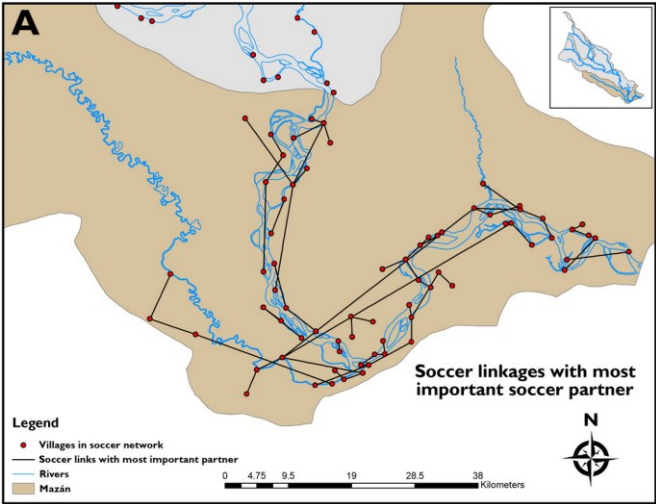 A
Soccer linkages with most
important soccer partner
Legend
Villages in soccer network
Soccer links with most important partner
Rivers
Mazán
N
0 4.75 9.5 19 28.5 38
Kilometers